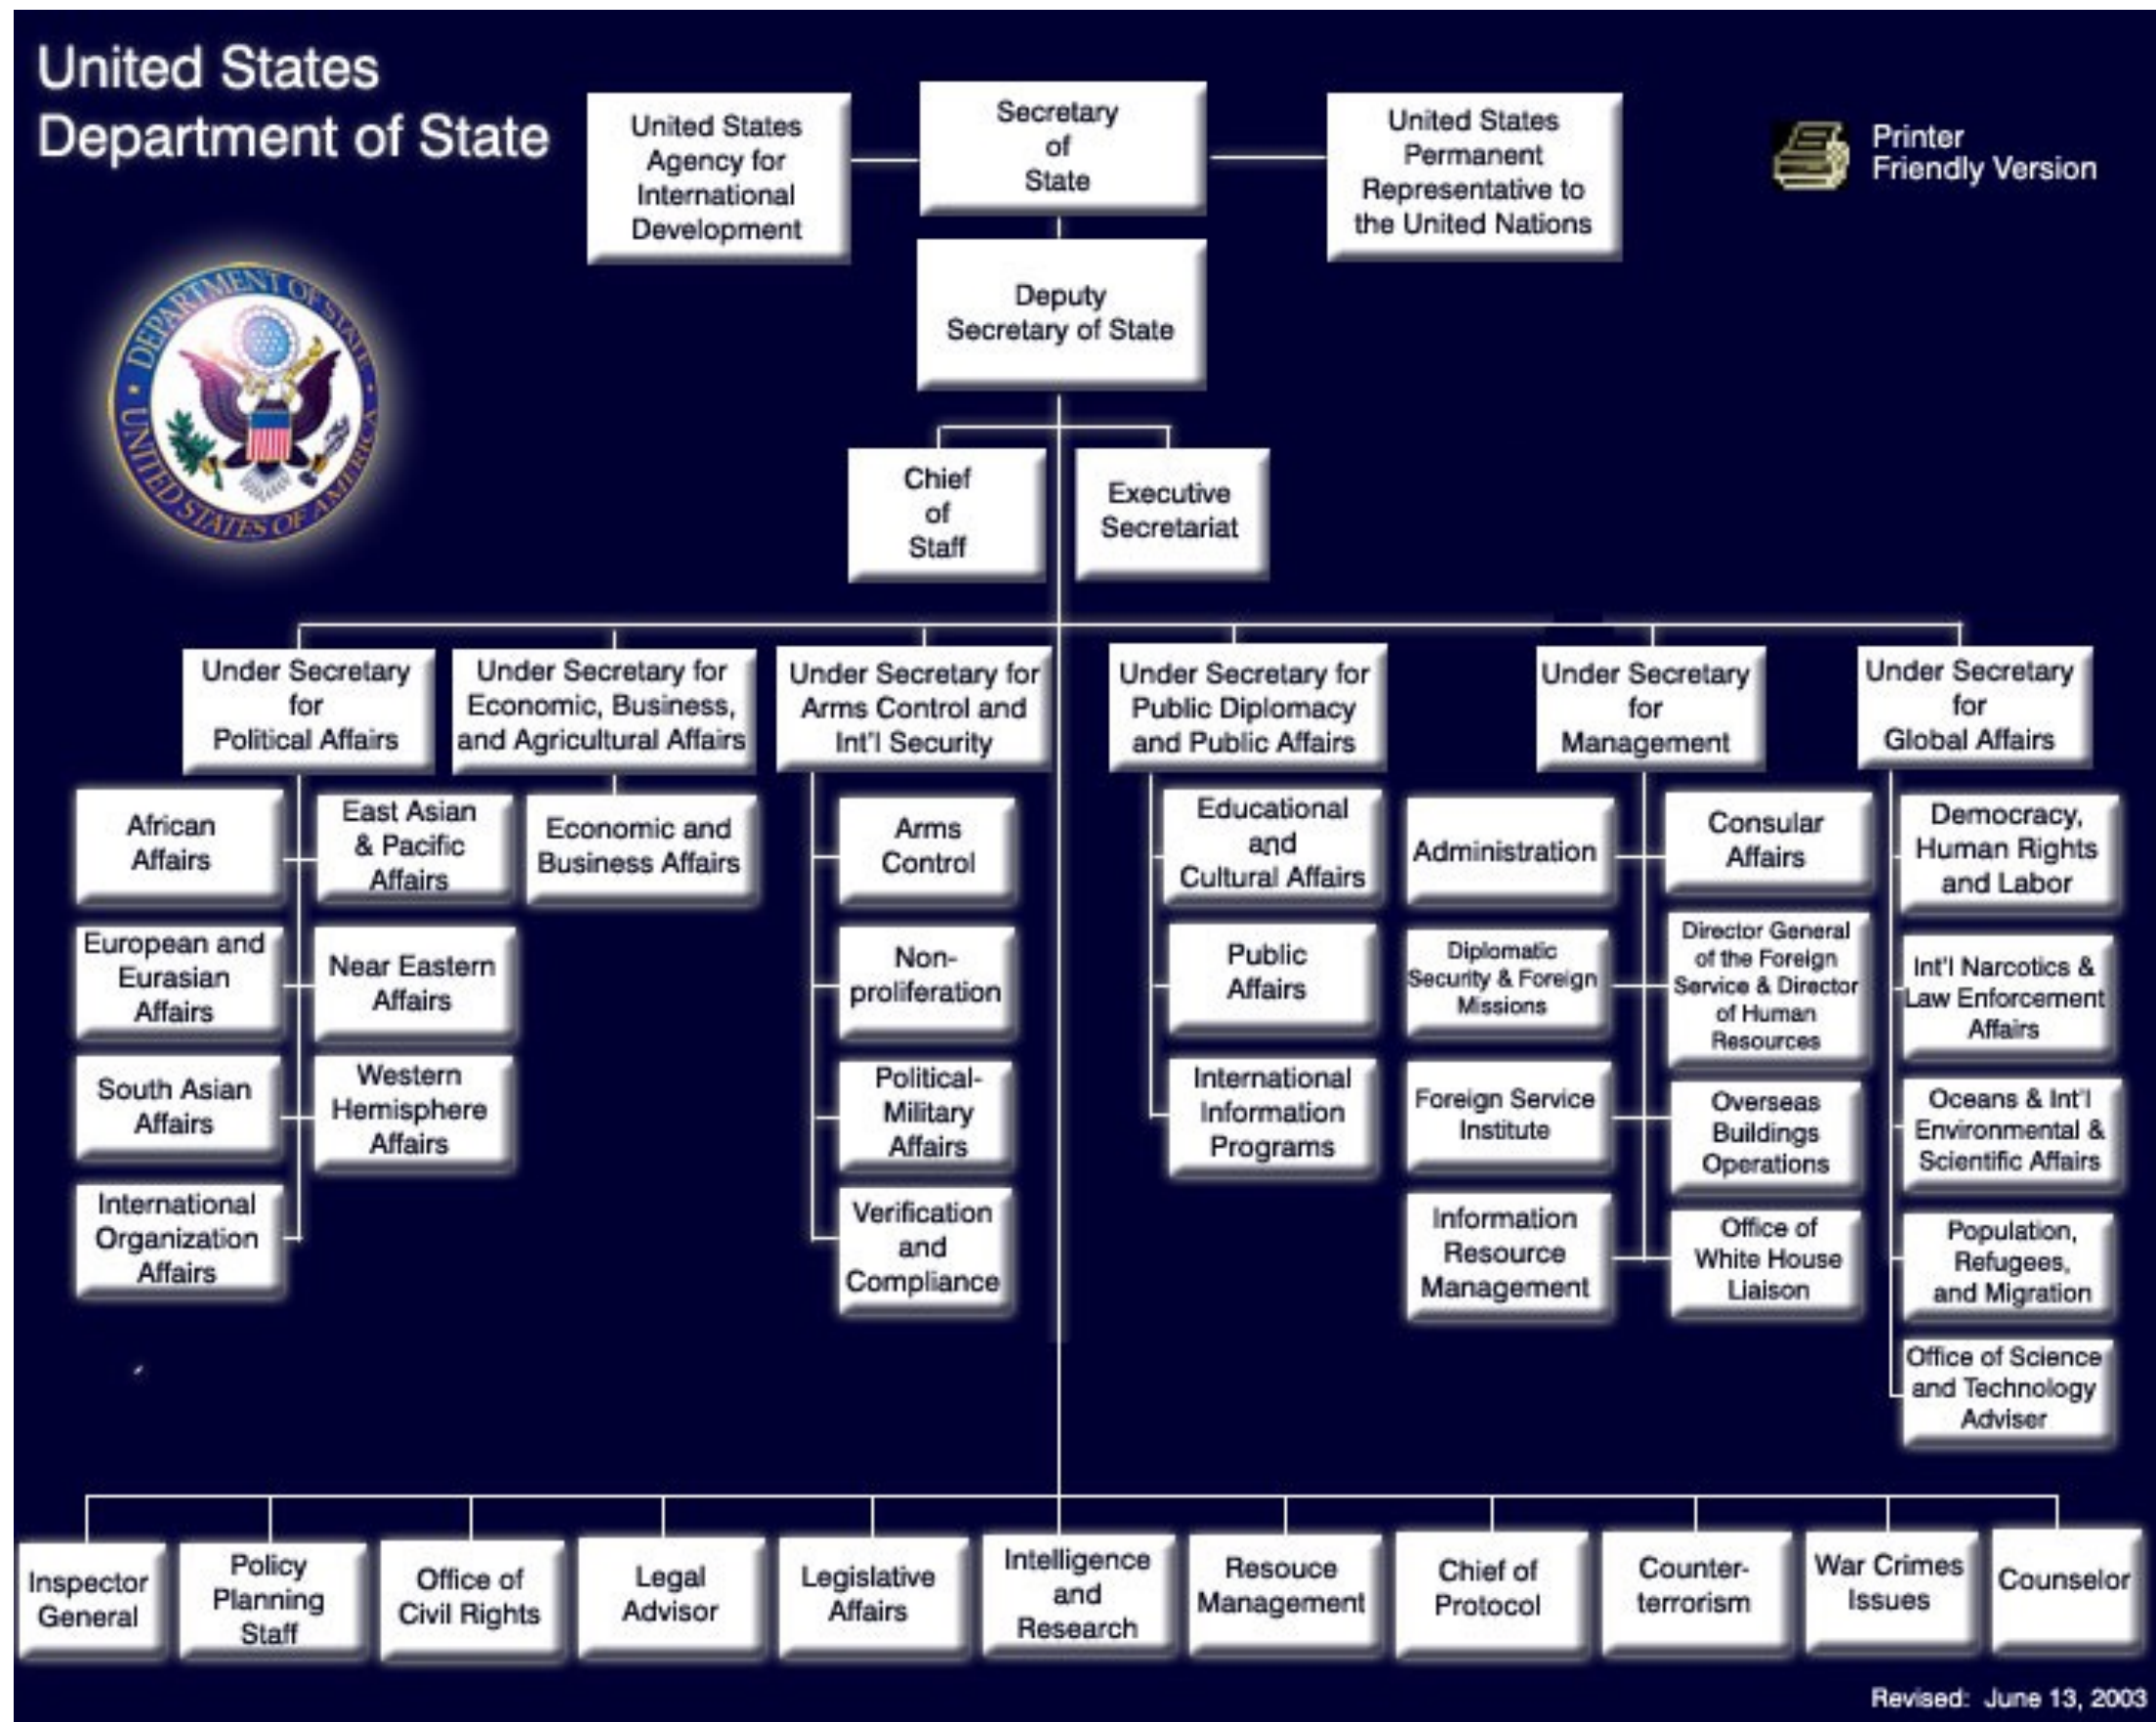 United States
Department of State
United States
Agency for
International
Development
Secretary
of
State
United States
Permanent
Representative to
the United Nations
Printer
Friendly Version
DEPARTMENT OF STATE
UNITED STATES OF AMERICA
Deputy
Secretary of State
Chief
of
Staff
Executive
Secretariat
Under Secretary
for
Political Affairs
Under Secretary for
Economic, Business,
and Agricultural Affairs
Under Secretary for
Arms Control and
Int'l Security
Under Secretary for
Public Diplomacy
and Public Affairs
Under Secretary
for
Management
Under Secretary
for
Global Affairs
African
Affairs
East Asian
& Pacific
Affairs
European and
Eurasian
Affairs
Near Eastern
Affairs
South Asian
Affairs
Western
Hemisphere
Affairs
International
Organization
Affairs
Economic and
Business Affairs
Arms
Control
Non-
proliferation
Political-
Military
Affairs
Verification
and
Compliance
Educational
and
Cultural Affairs
Public
Affairs
International
Information
Programs
Administration
Consular
Affairs
Diplomatic
Security & Foreign
Missions
Director General
of the Foreign
Service & Director
of Human
Resources
Foreign Service
Institute
Overseas
Buildings
Operations
Information
Resource
Management
Office of
White House
Liaison
Democracy,
Human Rights
and Labor
Int'l Narcotics &
Law Enforcement
Affairs
Oceans & Int'l
Environmental &
Scientific Affairs
Population,
Refugees,
and Migration
Office of Science
and Technology
Adviser
Inspector
General
Policy
Planning
Staff
Office of
Civil Rights
Legal
Advisor
Legislative
Affairs
Intelligence
and
Research
Resouce
Management
Chief of
Protocol
Counter-
terrorism
War Crimes
Issues
Counselor
Revised: June 13, 2003